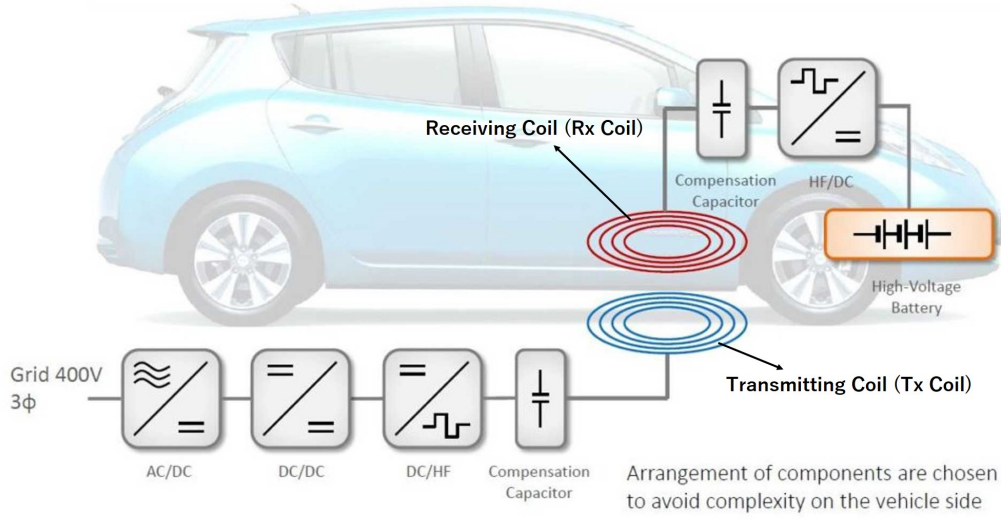 Receiving Coil (Rx Coil)
Compensation
Capacitor
HF/DC
High-Voltage
Battery
Grid 400V
3ϕ
Transmitting Coil (Tx Coil)
AC/DC
DC/DC
DC/HF
Compensation
Capacitor
Arrangement of components are chosen
to avoid complexity on the vehicle side